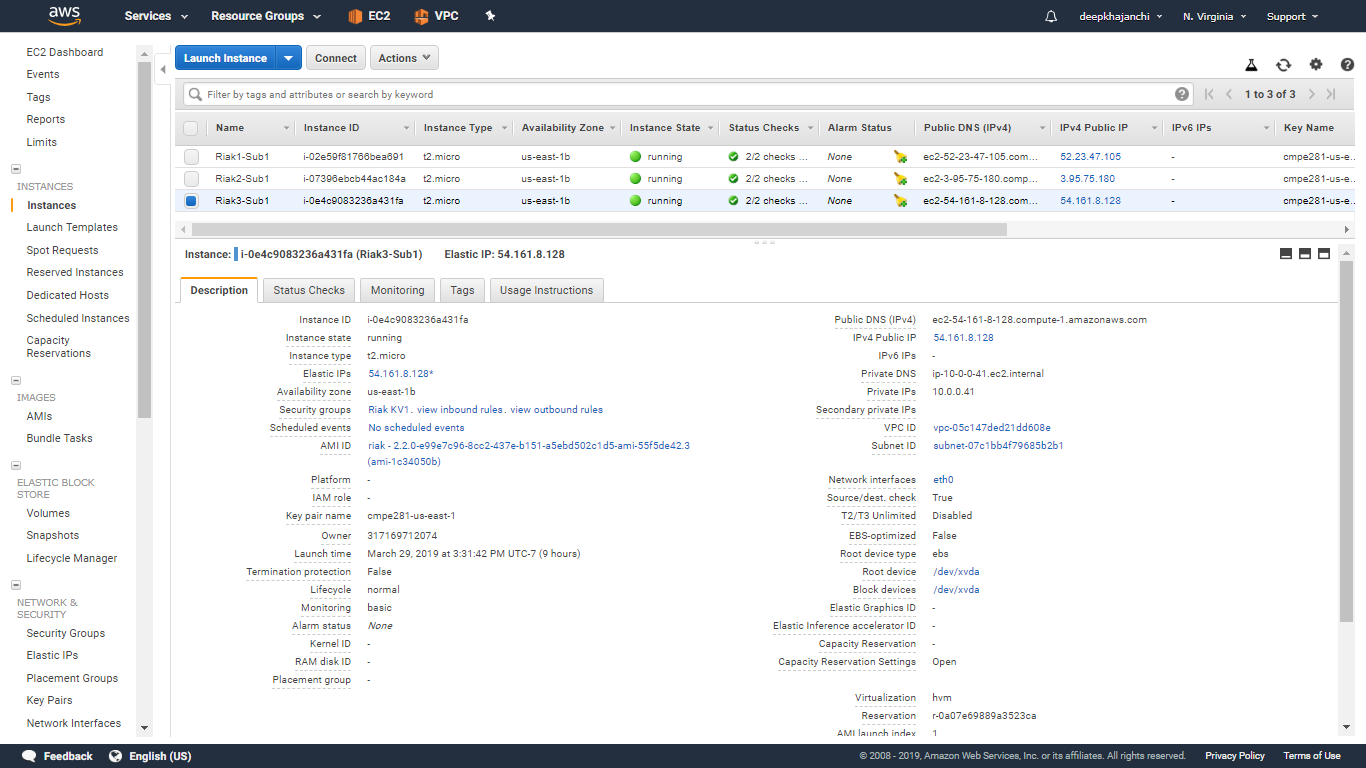 aws Services Resource Groups EC2 VPC deepkhajanchi N. Virginia Support
EC2 Dashboard
Events
Tags
Reports
Limits
INSTANCES
Instances
Launch Templates
Spot Requests
Reserved Instances
Dedicated Hosts
Scheduled Instances
Capacity
Reservations
IMAGES
AMIs
Bundle Tasks
ELASTIC BLOCK
STORE
Volumes
Snapshots
Lifecycle Manager
NETWORK &
SECURITY
Security Groups
Elastic IPs
Placement Groups
Key Pairs
Network Interfaces
Launch Instance Connect Actions
Filter by tags and attributes or search by keyword 1 to 3 of 3
Name Instance ID Instance Type Availability Zone Instance State Status Checks Alarm Status Public DNS (IPv4) IPv4 Public IP IPv6 IPs Key Name
Riak1-Sub1 i-02e59f81766bea691 t2.micro us-east-1b running 2/2 checks ... None ec2-52-23-47-105.com... 52.23.47.105 - cmpe281-us-e...
Riak2-Sub1 i-07396ebcb44ac184a t2.micro us-east-1b running 2/2 checks ... None ec2-3-95-75-180.comp... 3.95.75.180 - cmpe281-us-e...
Riak3-Sub1 i-0e4c9083236a431fa t2.micro us-east-1b running 2/2 checks ... None ec2-54-161-8-128.com... 54.161.8.128 - cmpe281-us-e...
Instance: i-0e4c9083236a431fa (Riak3-Sub1) Elastic IP: 54.161.8.128
Description Status Checks Monitoring Tags Usage Instructions
Instance ID i-0e4c9083236a431fa
Instance state running
Instance type t2.micro
Elastic IPs 54.161.8.128*
Availability zone us-east-1b
Security groups Riak KV1. view inbound rules. view outbound rules
Scheduled events No scheduled events
AMI ID riak - 2.2.0-e99e7c96-8cc2-437e-b151-a5ebd502c1d5-ami-55f5de42.3
(ami-1c34050b)
Platform -
IAM role -
Key pair name cmpe281-us-east-1
Owner 317169712074
Launch time March 29, 2019 at 3:31:42 PM UTC-7 (9 hours)
Termination protection False
Lifecycle normal
Monitoring basic
Alarm status None
Kernel ID -
RAM disk ID -
Placement group -
Public DNS (IPv4) ec2-54-161-8-128.compute-1.amazonaws.com
IPv4 Public IP 54.161.8.128
IPv6 IPs -
Private DNS ip-10-0-0-41.ec2.internal
Private IPs 10.0.0.41
Secondary private IPs
VPC ID vpc-05c147ded21dd608e
Subnet ID subnet-07c1bb4f79685b2b1
Network interfaces eth0
Source/dest. check True
T2/T3 Unlimited Disabled
EBS-optimized False
Root device type ebs
Root device /dev/xvda
Block devices /dev/xvda
Elastic Graphics ID -
Elastic Inference accelerator ID -
Capacity Reservation -
Capacity Reservation Settings Open
Virtualization hvm
Reservation r-0a07e69889a3523ca
AMI launch index 1
Feedback English (US) © 2008 - 2019, Amazon Web Services, Inc. or its affiliates. All rights reserved. Privacy Policy Terms of Use